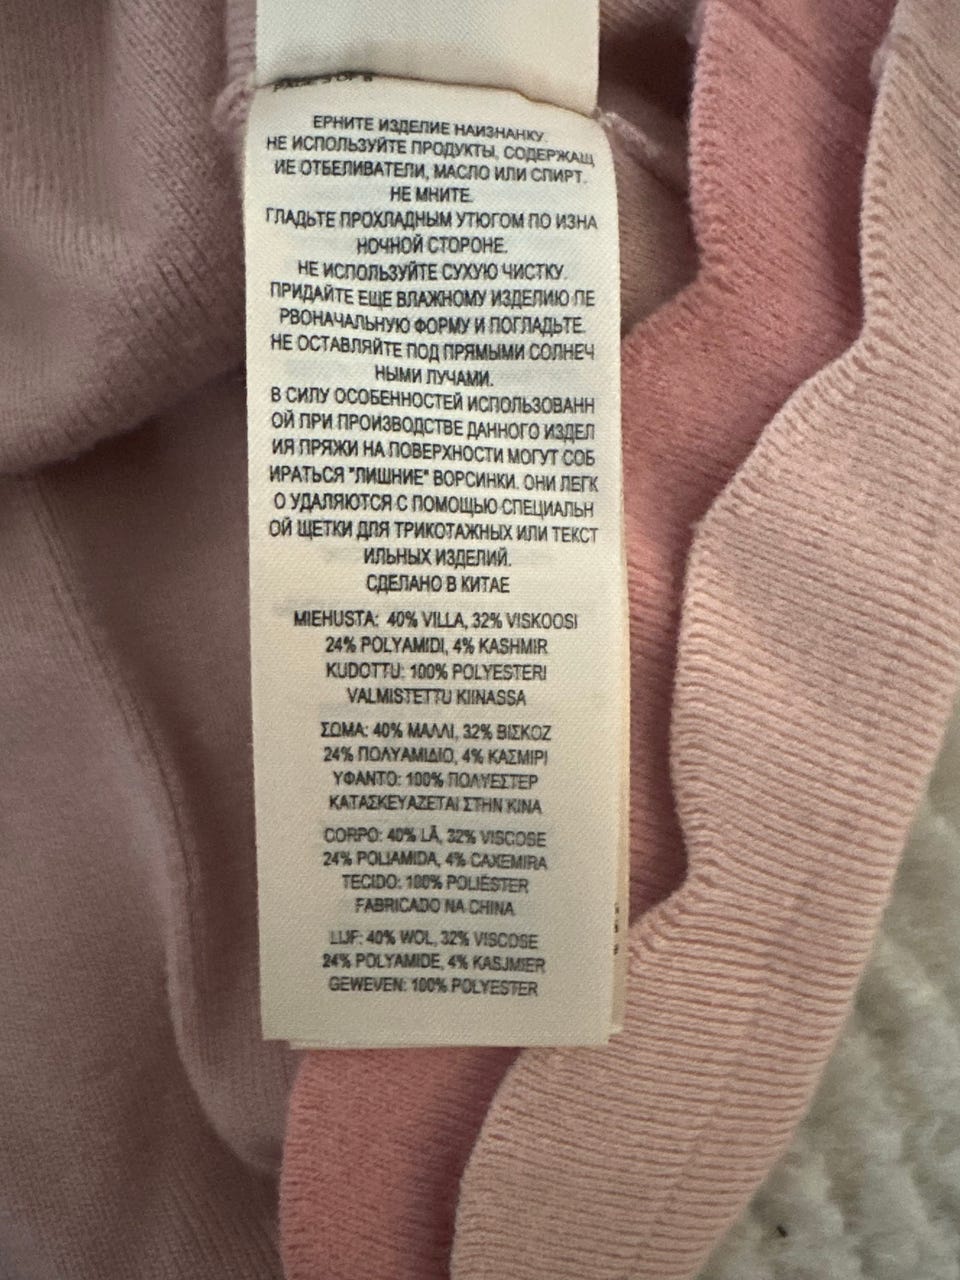 PAGE 5 OF 8
ЕРНИТЕ ИЗДЕЛИЕ НАИЗНАНКУ.
НЕ ИСПОЛЬЗУЙТЕ ПРОДУКТЫ, СОДЕРЖАЩ
ИЕ ОТБЕЛИВАТЕЛИ, МАСЛО ИЛИ СПИРТ.
НЕ МНИТЕ.
ГЛАДЬТЕ ПРОХЛАДНЫМ УТЮГОМ ПО ИЗНА
НОЧНОЙ СТОРОНЕ.
НЕ ИСПОЛЬЗУЙТЕ СУХУЮ ЧИСТКУ.
ПРИДАЙТЕ ЕЩЕ ВЛАЖНОМУ ИЗДЕЛИЮ ПЕ
РВОНАЧАЛЬНУЮ ФОРМУ И ПОГЛАДЬТЕ.
НЕ ОСТАВЛЯЙТЕ ПОД ПРЯМЫМИ СОЛНЕЧ
НЫМИ ЛУЧАМИ.
В СИЛУ ОСОБЕННОСТЕЙ ИСПОЛЬЗОВАНН
ОЙ ПРИ ПРОИЗВОДСТВЕ ДАННОГО ИЗДЕЛ
ИЯ ПРЯЖИ НА ПОВЕРХНОСТИ МОГУТ СОБ
ИРАТЬСЯ "ЛИШНИЕ" ВОРСИНКИ. ОНИ ЛЕГК
О УДАЛЯЮТСЯ С ПОМОЩЬЮ СПЕЦИАЛЬН
ОЙ ЩЕТКИ ДЛЯ ТРИКОТАЖНЫХ ИЛИ ТЕКСТ
ИЛЬНЫХ ИЗДЕЛИЙ.
СДЕЛАНО В КИТАЕ
MIEHUSTA: 40% VILLA, 32% VISKOOSI
24% POLYAMIDI, 4% KASHMIR
KUDOTTU: 100% POLYESTERI
VALMISTETTU KIINASSA
ΣΩΜΑ: 40% ΜΑΛΛΙ, 32% ΒΙΣΚΟΖ
24% ΠΟΛΥΑΜΙΔΙΟ, 4% ΚΑΣΜΙΡΙ
ΥΦΑΝΤΟ: 100% ΠΟΛΥΕΣΤΕΡ
ΚΑΤΑΣΚΕΥΑΖΕΤΑΙ ΣΤΗΝ ΚΙΝΑ
CORPO: 40% LÃ, 32% VISCOSE
24% POLIAMIDA, 4% CAXEMIRA
TECIDO: 100% POLIÉSTER
FABRICADO NA CHINA
LIJF: 40% WOL, 32% VISCOSE
24% POLYAMIDE, 4% KASJMIER
GEWEVEN: 100% POLYESTER